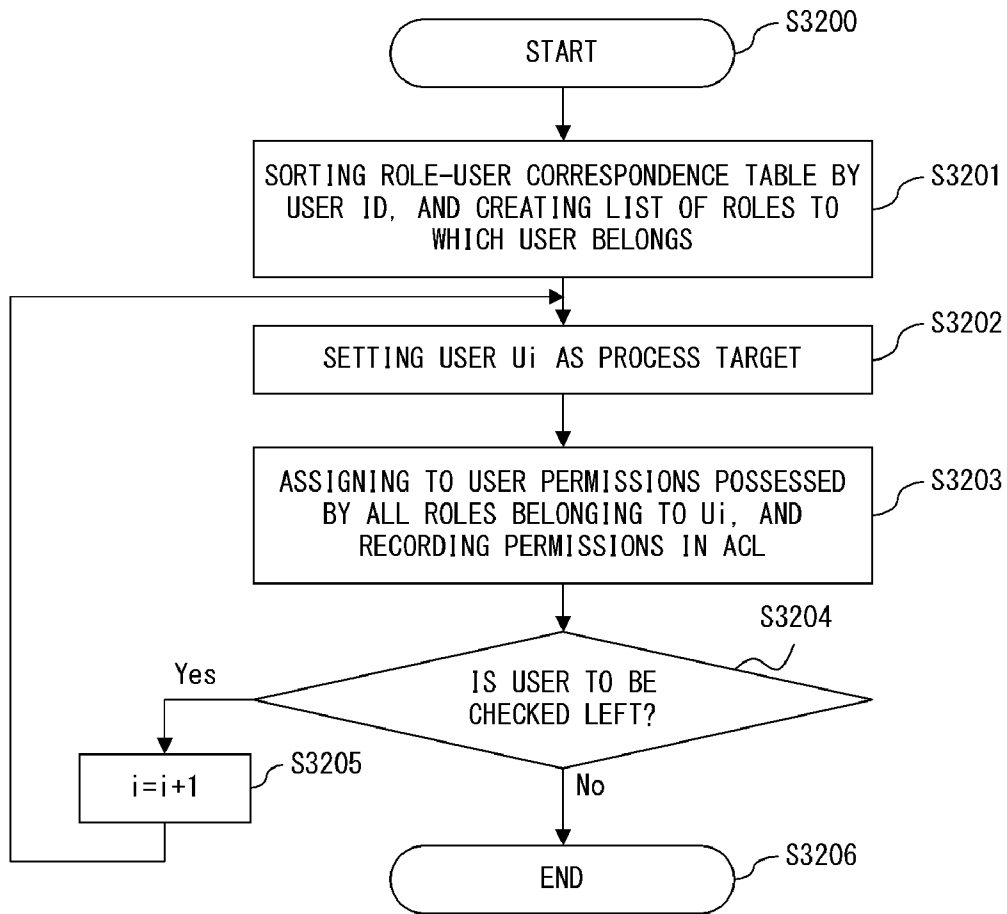 S3200
START
S3201
SORTING ROLE-USER CORRESPONDENCE TABLE BY
USER ID, AND CREATING LIST OF ROLES TO
WHICH USER BELONGS
S3202
SETTING USER Ui AS PROCESS TARGET
S3203
ASSIGNING TO USER PERMISSIONS POSSESSED
BY ALL ROLES BELONGING TO Ui, AND
RECORDING PERMISSIONS IN ACL
S3204
Yes
IS USER TO BE
CHECKED LEFT?
S3205
i=i+1
No
S3206
END